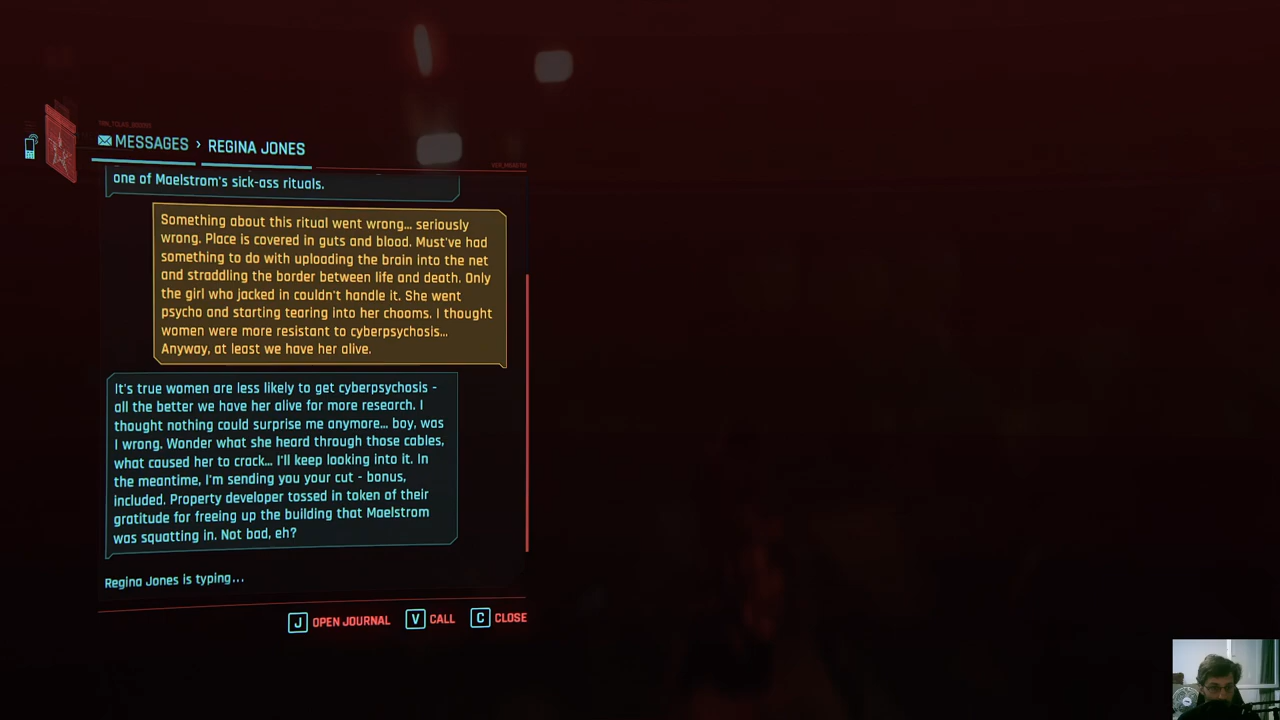 MESSAGES › REGINA JONES
one of Maelstrom's sick-ass rituals.
Something about this ritual went wrong... seriously
wrong. Place is covered in guts and blood. Must've had
something to do with uploading the brain into the net
and straddling the border between life and death. Only
the girl who jacked in couldn't handle it. She went
psycho and starting tearing into her chooms. I thought
women were more resistant to cyberpsychosis...
Anyway, at least we have her alive.
It's true women are less likely to get cyberpsychosis -
all the better we have her alive for more research. I
thought nothing could surprise me anymore... boy, was
I wrong. Wonder what she heard through those cables,
what caused her to crack... I'll keep looking into it. In
the meantime, I'm sending you your cut - bonus,
included. Property developer tossed in token of their
gratitude for freeing up the building that Maelstrom
was squatting in. Not bad, eh?
Regina Jones is typing...
J OPEN JOURNAL V CALL C CLOSE